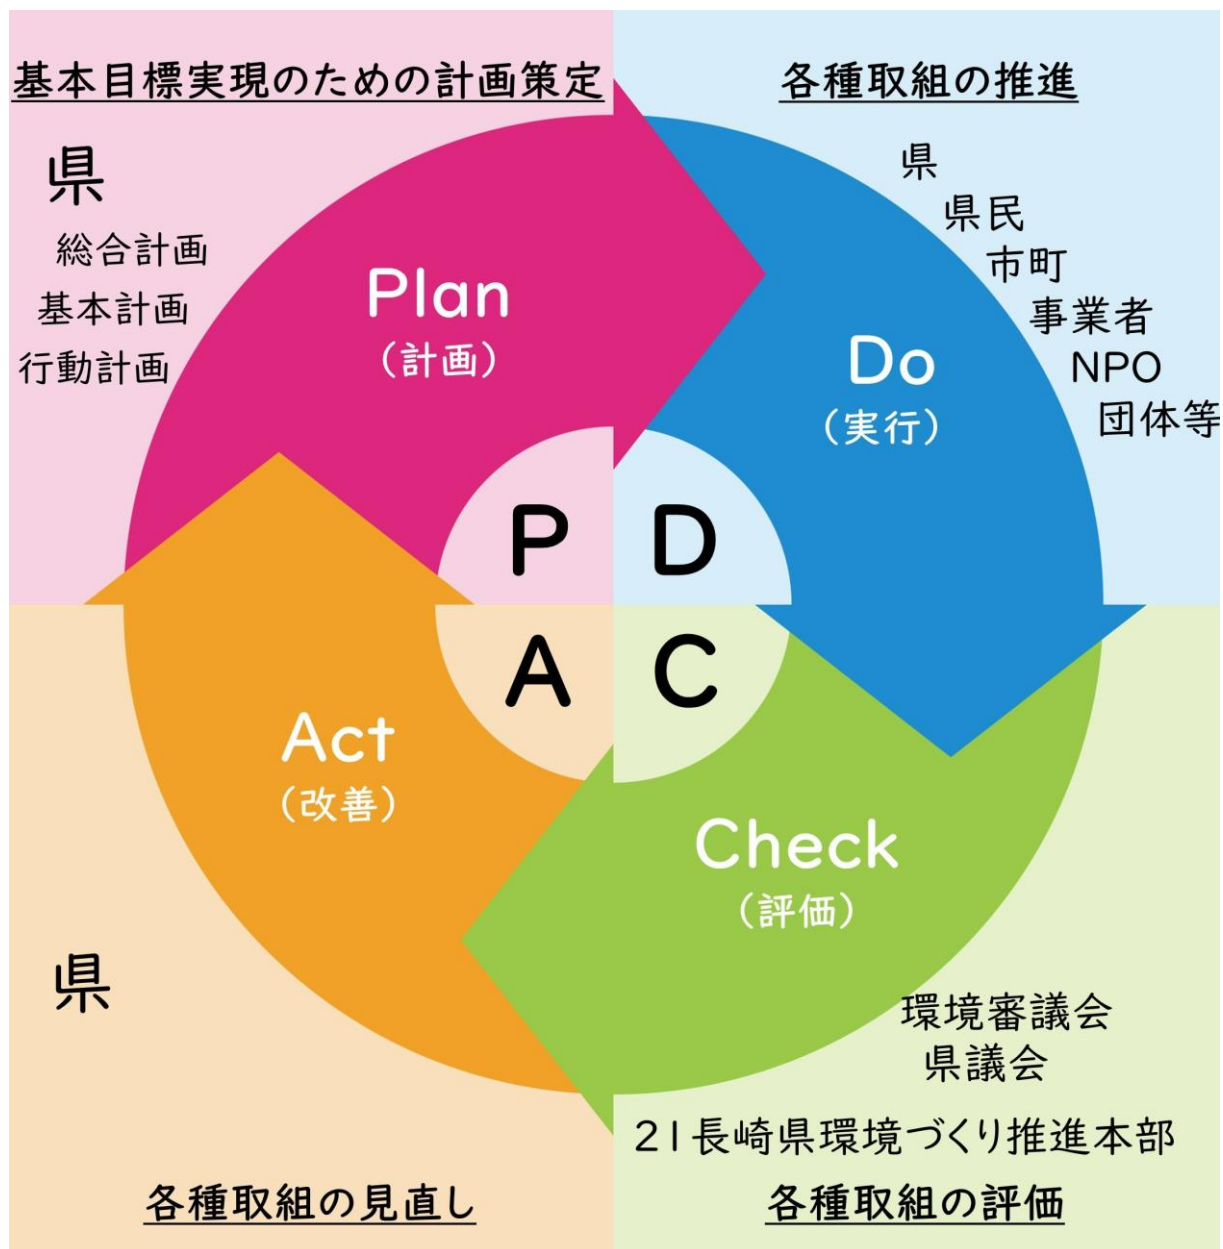 基本目標実現のための計画策定
県
総合計画
基本計画
行動計画
Plan
（計画）
P
各種取組の推進
県
県民
市町
事業者
NPO
団体等
Do
（実行）
D
C
Check
（評価）
環境審議会
県議会
21長崎県環境づくり推進本部
各種取組の評価
A
Act
（改善）
県
各種取組の見直し